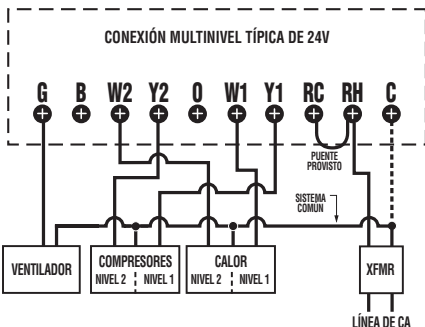 CONEXIÓN MULTINIVEL TÍPICA DE 24V
G B W2 Y2 O W1 Y1 RC RH C
PUENTE
PROVISTO
SISTEMA
COMUN
VENTILADOR
COMPRESORES
NIVEL 2 NIVEL 1
CALOR
NIVEL 2 NIVEL 1
XFMR
LÍNEA DE CA